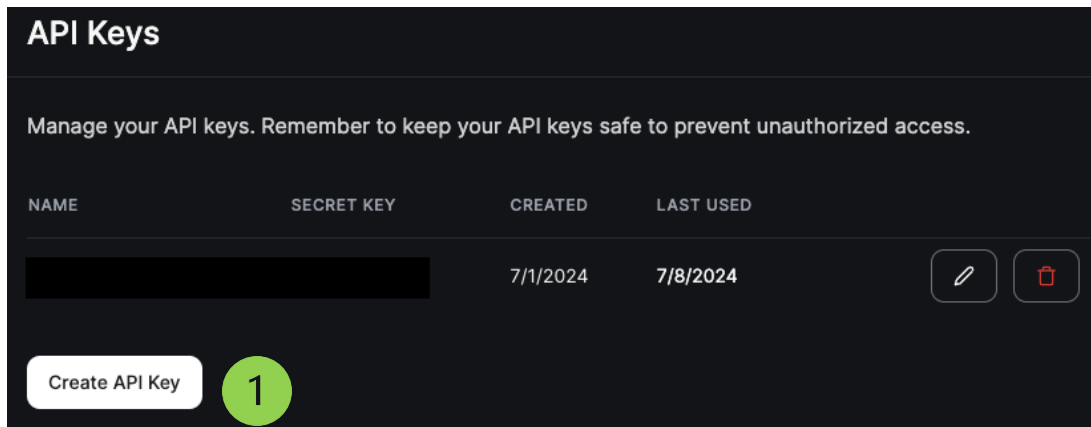 API Keys
Manage your API keys. Remember to keep your API keys safe to prevent unauthorized access.
NAME SECRET KEY CREATED LAST USED
7/1/2024 7/8/2024
Create API Key 1